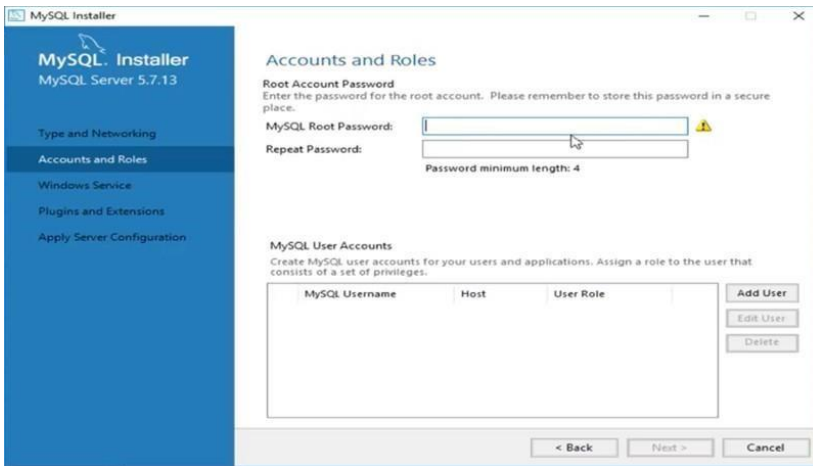 MySQL Installer
MySQL. Installer
MySQL Server 5.7.13
Type and Networking
Accounts and Roles
Windows Service
Plugins and Extensions
Apply Server Configuration
Accounts and Roles
Root Account Password
Enter the password for the root account. Please remember to store this password in a secure
place.
MySQL Root Password:
Repeat Password:
Password minimum length: 4
MySQL User Accounts
Create MySQL user accounts for your users and applications. Assign a role to the user that
consists of a set of privileges.
MySQL Username Host User Role
Add User
Edit User
Delete
< Back Next > Cancel